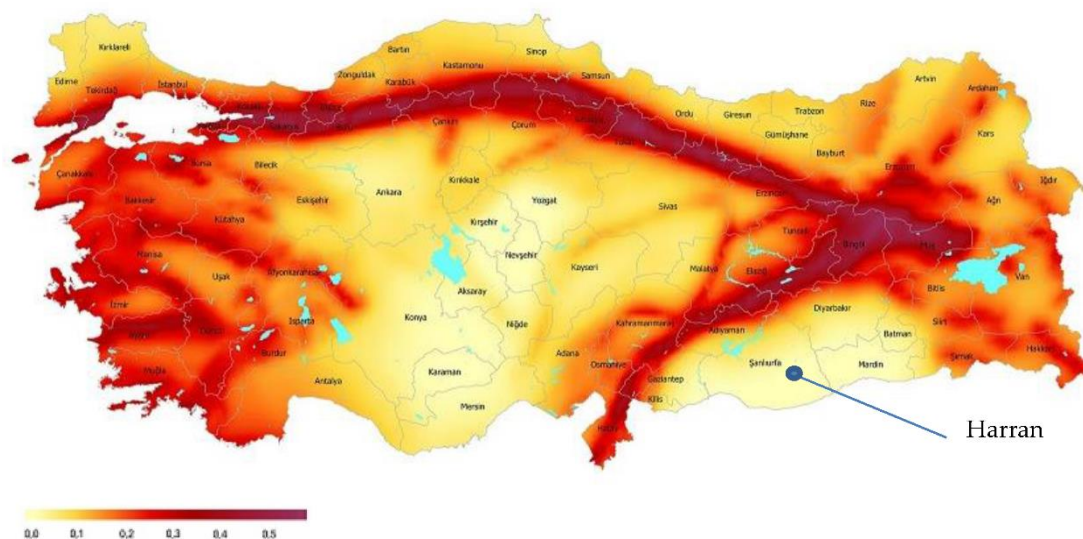 Kırklareli
Edirne
Tekirdağ
İstanbul
Bartın
Zonguldak
Karabük
Kastamonu
Sinop
Samsun
Ordu
Giresun
Trabzon
Rize
Artvin
Ardahan
Kars
Gümüşhane
Bayburt
Erzurum
Iğdır
Ağrı
Çanakkale
Balıkesir
Bursa
Bilecik
Eskişehir
Kütahya
Ankara
Çankırı
Çorum
Kırıkkale
Yozgat
Kırşehir
Sivas
Erzincan
Tunceli
Bingöl
Muş
Manisa
Uşak
Afyonkarahisar
Nevşehir
Kayseri
Malatya
Elazığ
Bitlis
Van
İzmir
Aydın
Denizli
Isparta
Konya
Aksaray
Niğde
Kahramanmaraş
Adıyaman
Diyarbakır
Batman
Siirt
Şırnak
Hakkari
Muğla
Burdur
Antalya
Karaman
Mersin
Adana
Osmaniye
Gaziantep
Kilis
Hatay
Şanlıurfa
Mardin
Harran
0,0 0,1 0,2 0,3 0,4 0,5